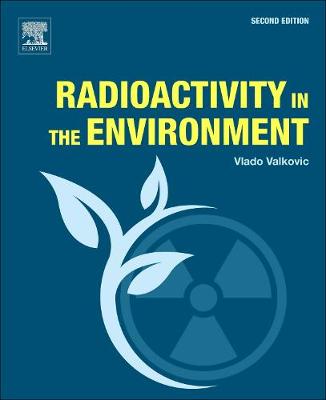 ELSEVIER
SECOND EDITION
RADIOACTIVITY IN
THE ENVIRONMENT
Vlado Valkovic